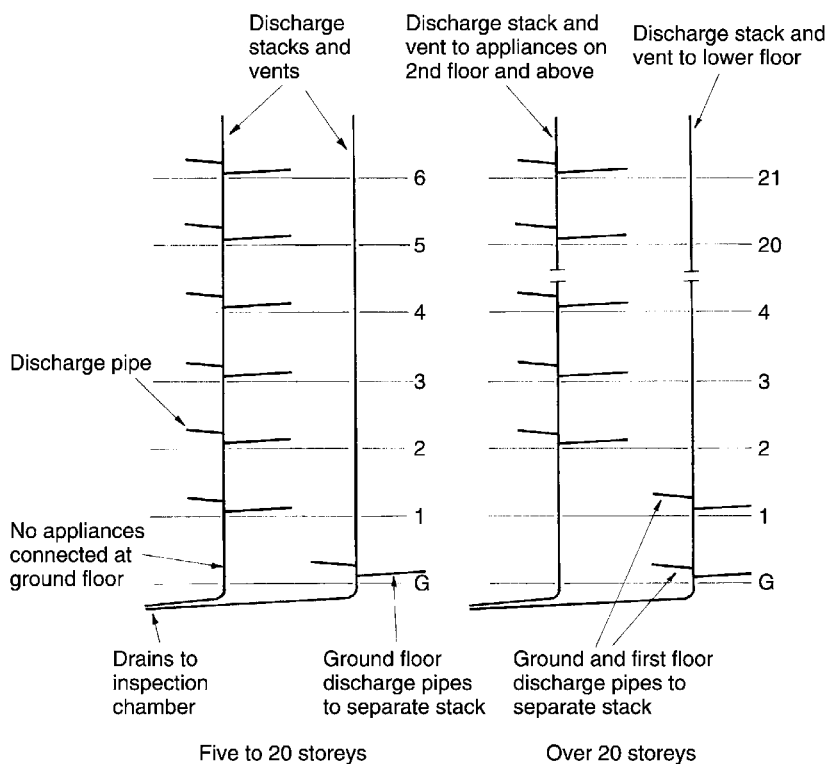 Discharge
stacks and
vents
Discharge stack and
vent to appliances on
2nd floor and above
Discharge stack and
vent to lower floor
6
5
4
3
2
1
G
21
20
4
3
2
1
G
Discharge pipe
No appliances
connected at
ground floor
Drains to
inspection
chamber
Ground floor
discharge pipes
to separate stack
Ground and first floor
discharge pipes to
separate stack
Five to 20 storeys
Over 20 storeys